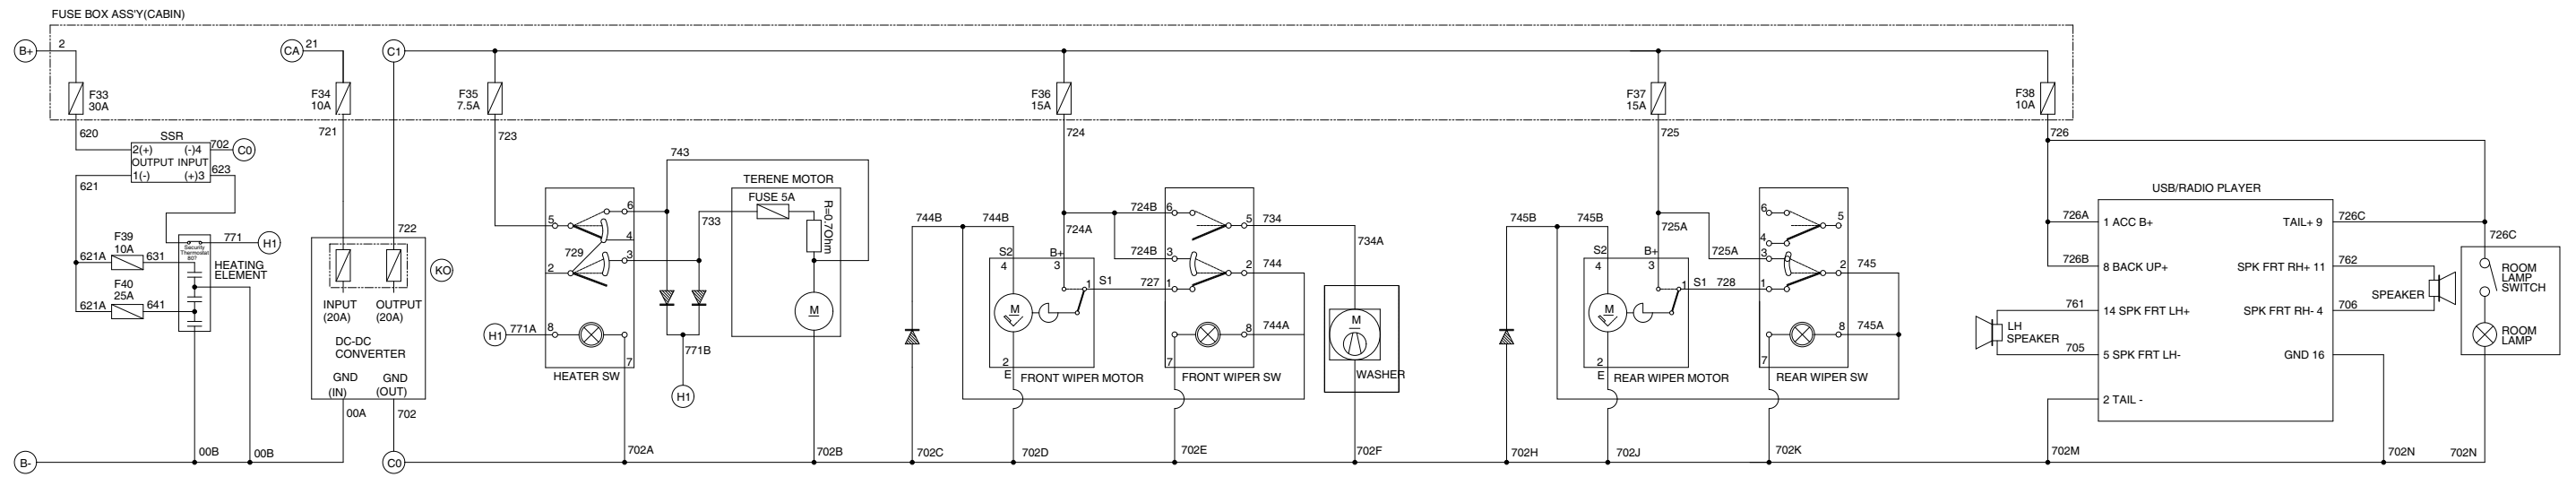 FUSE BOX ASS'Y(CABIN)
B+
2
CA
21
C1
F33
30A
F34
10A
F35
7.5A
F36
15A
F37
15A
F38
10A
620
721
723
724
725
726
SSR
2(+)
(-)4
702
C0
OUTPUT
INPUT
1(-)
(+)3
623
621
F39
10A
621A
631
771
H1
Security
Thermostat
HEATING
ELEMENT
F40
25A
621A
641
00B
00B
B-
722
INPUT
(20A)
OUTPUT
(20A)
KO
DC-DC
CONVERTER
GND
(IN)
GND
(OUT)
00A
702
C0
743
5
6
4
729
3
2
733
H1
771A
8
7
HEATER SW
771B
H1
702A
TERENE MOTOR
FUSE 5A
R=0.7Ohm
M
702B
744B
744B
702C
S2
4
B+
3
724A
1
S1
M
2
E
FRONT WIPER MOTOR
702D
724B
724B
727
6
5
3
2
1
8
7
734
744
744A
FRONT WIPER SW
702E
734A
M
WASHER
702F
745B
745B
702H
S2
4
B+
3
725A
1
S1
M
2
E
REAR WIPER MOTOR
702J
725A
728
6
5
4
3
2
1
8
7
745
745A
REAR WIPER SW
702K
USB/RADIO PLAYER
726A
1 ACC B+
TAIL+ 9
726C
726B
8 BACK UP+
SPK FRT RH+ 11
762
761
14 SPK FRT LH+
SPK FRT RH- 4
706
705
5 SPK FRT LH-
GND 16
2 TAIL -
LH
SPEAKER
SPEAKER
726C
ROOM
LAMP
SWITCH
ROOM
LAMP
702M
702N
702N